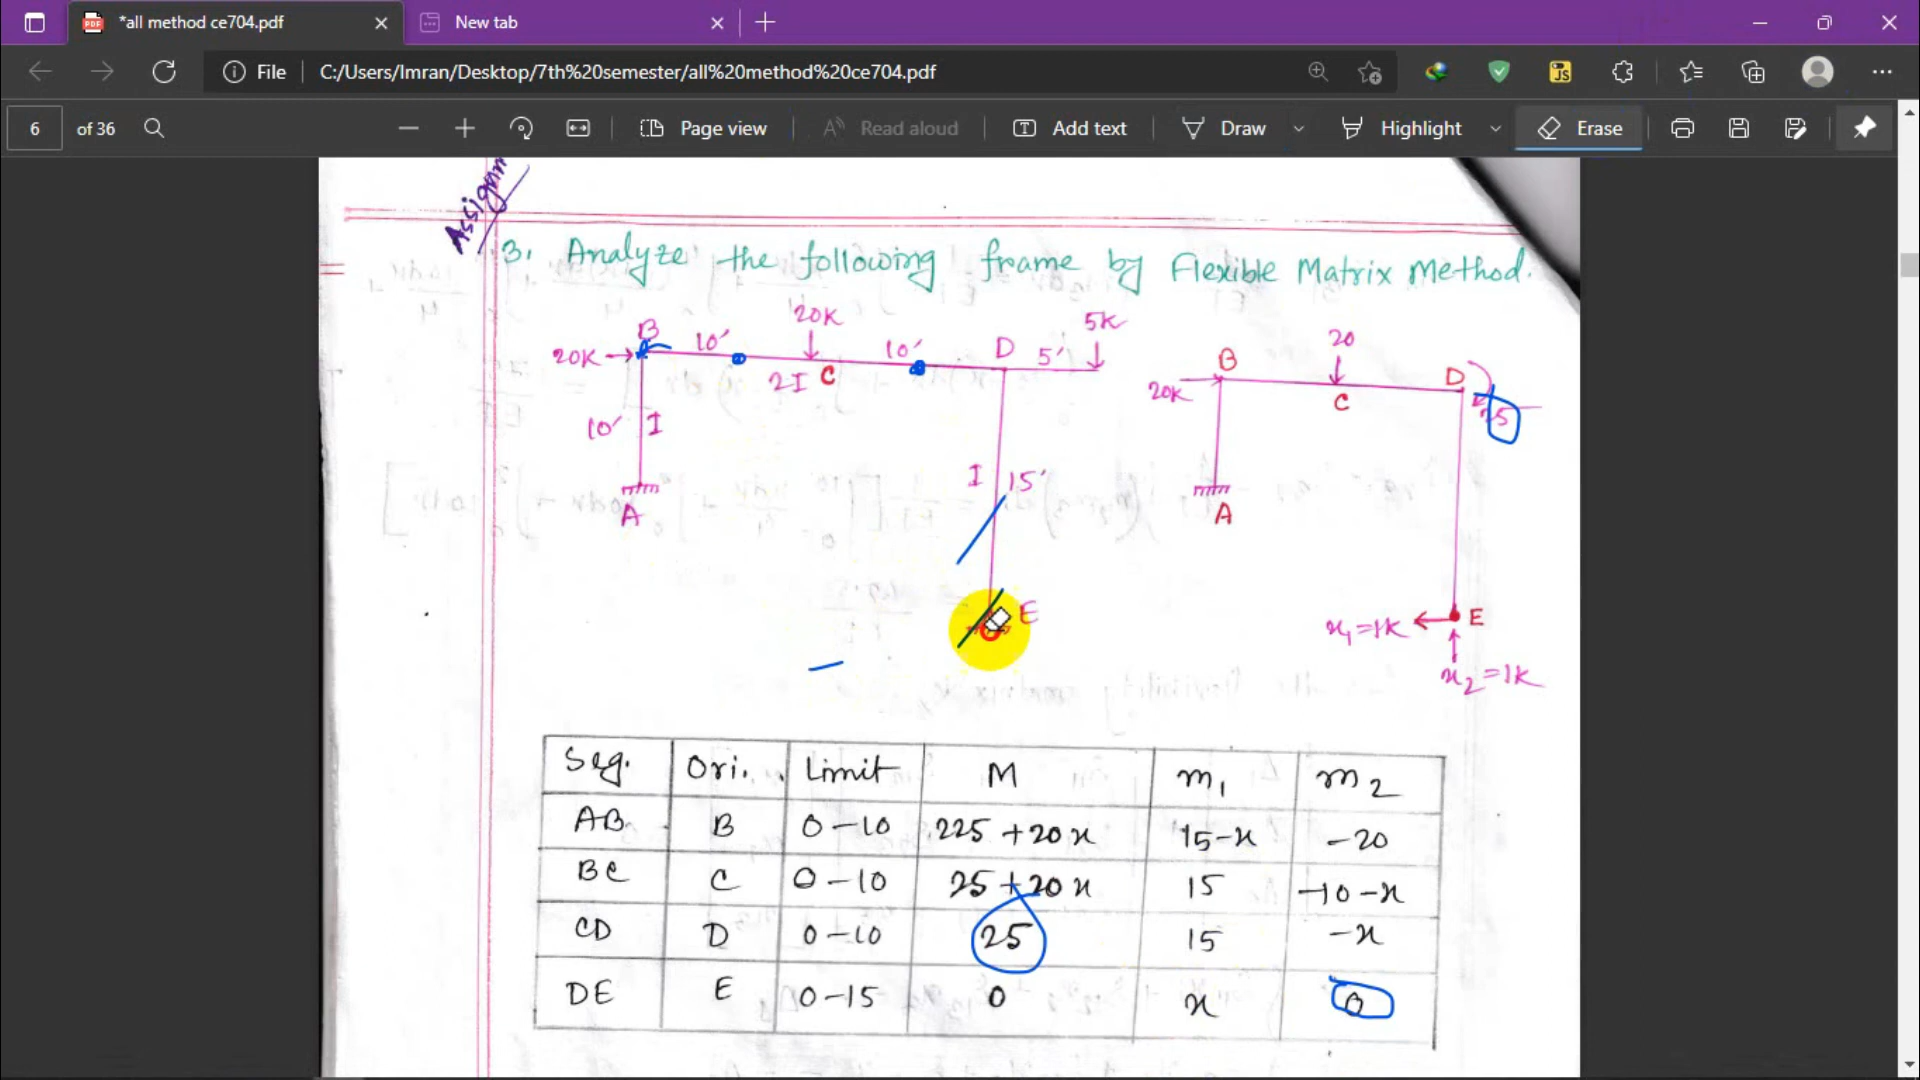 *all method ce704.pdf
New tab
File
C:/Users/Imran/Desktop/7th%20semester/all%20method%20ce704.pdf
6 of 36
Page view
Read aloud
Add text
Draw
Highlight
Erase
3. Analyze the following frame by Flexible Matrix Method.
20K B 10' 20K 10' D 5' 5K
2I C
10' I
A
I 15'
E
20K B 20 D 25
C
A
x₁=1K E
x₂=1K
Seg. Ori. Limit M m₁ m₂
AB B 0-10 225+20x 15-x -20
BC C 0-10 25+20x 15 -10-x
CD D 0-10 25 15 -x
DE E 0-15 0 x 0